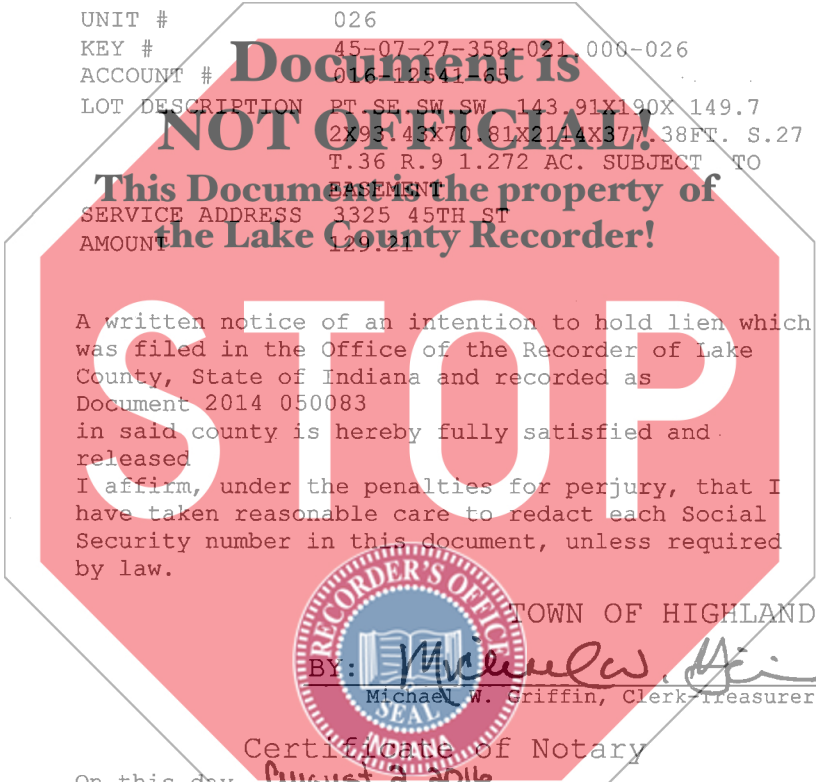 UNIT # 026
KEY # 45-07-27-358-021.000-026
ACCOUNT # 016-12541-65
Document is
LOT DESCRIPTION PT.SE.SW.SW. 143.91X190X 149.7
2X93.43X70.81X2114X377.38FT. S.27
NOT OFFICIAL!
T.36 R.9 1.272 AC. SUBJECT TO
EASEMENT
This Document is the property of
SERVICE ADDRESS 3325 45TH ST
the Lake County Recorder!
AMOUNT 129.21
STOP
A written notice of an intention to hold lien which
was filed in the Office of the Recorder of Lake
County, State of Indiana and recorded as
Document 2014 050083
in said county is hereby fully satisfied and
released
I affirm, under the penalties for perjury, that I
have taken reasonable care to redact each Social
Security number in this document, unless required
by law.
RECORDER'S OFFICE
SEAL
INDIANA
TOWN OF HIGHLAND
BY: Michael W. Griffin
Michael W. Griffin, Clerk-Treasurer
Certificate of Notary
On this day August 2 2016